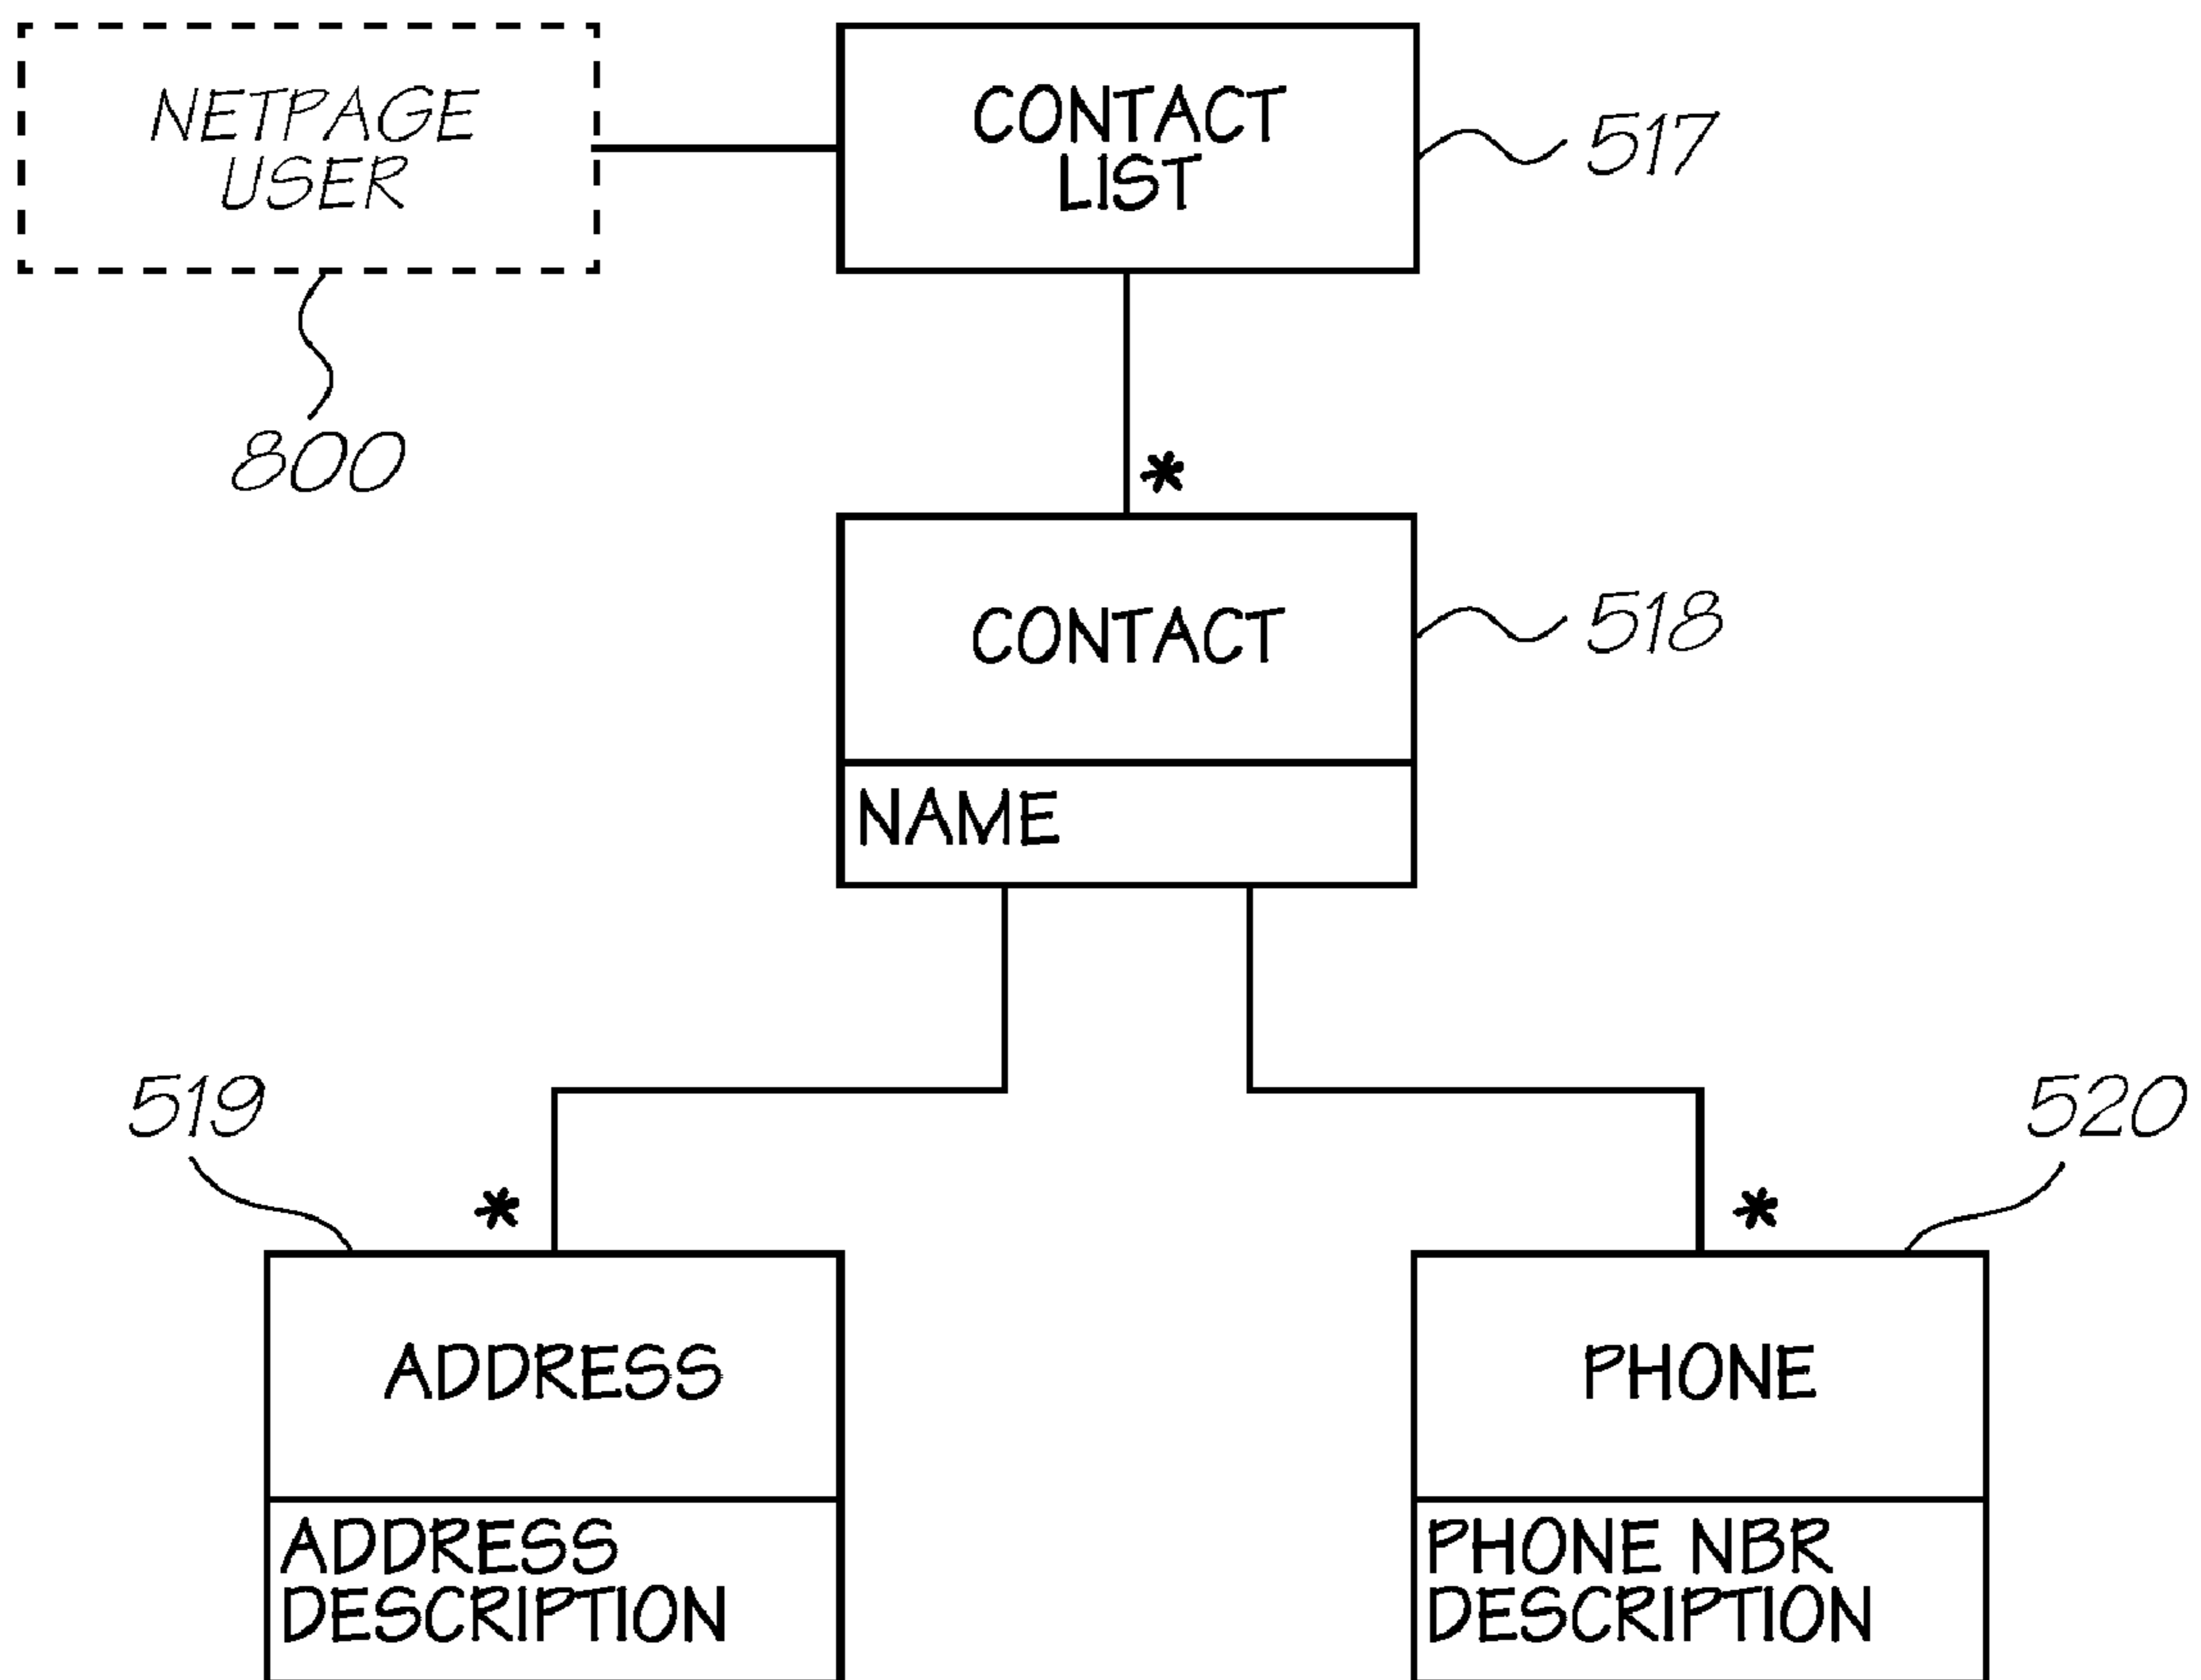 NETPAGE
USER
CONTACT
LIST
517
800
*
CONTACT
518
NAME
519
520
*
*
ADDRESS
PHONE
ADDRESS
DESCRIPTION
PHONE NBR
DESCRIPTION